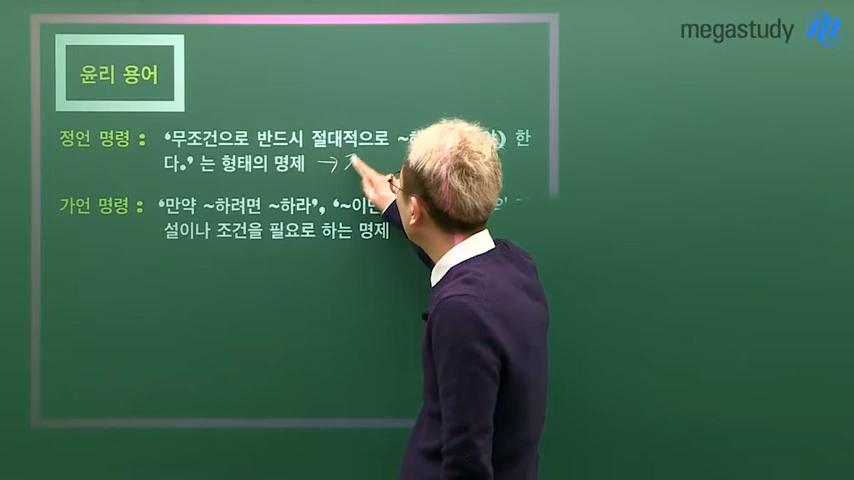 megastudy
윤리 용어
정언 명령 : ‘무조건으로 반드시 절대적으로 ~ 한
다.’ 는 형태의 명제 →
가언 명령 : ‘만약 ~하려면 ~하라’, ‘~이면
설이나 조건을 필요로 하는 명제